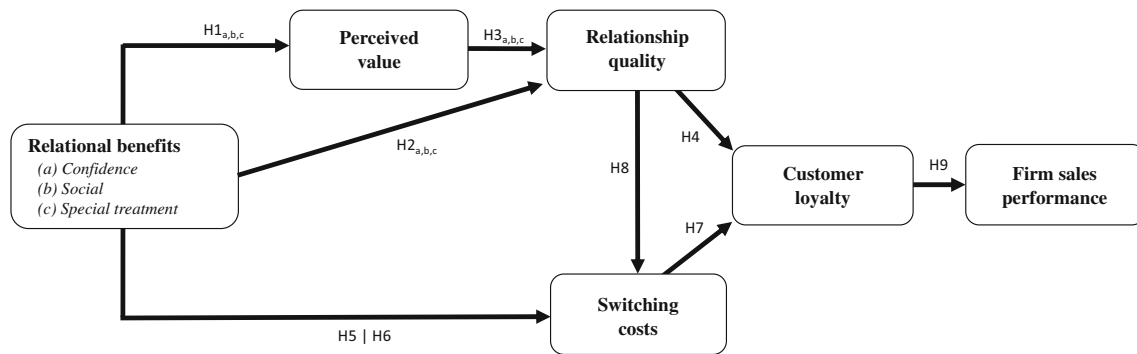 H1a,b,c
Perceived
value
H3a,b,c
Relationship
quality
Relational benefits
(a) Confidence
(b) Social
(c) Special treatment
H2a,b,c
H8
H4
Customer
loyalty
H9
Firm sales
performance
H7
H5 | H6
Switching
costs